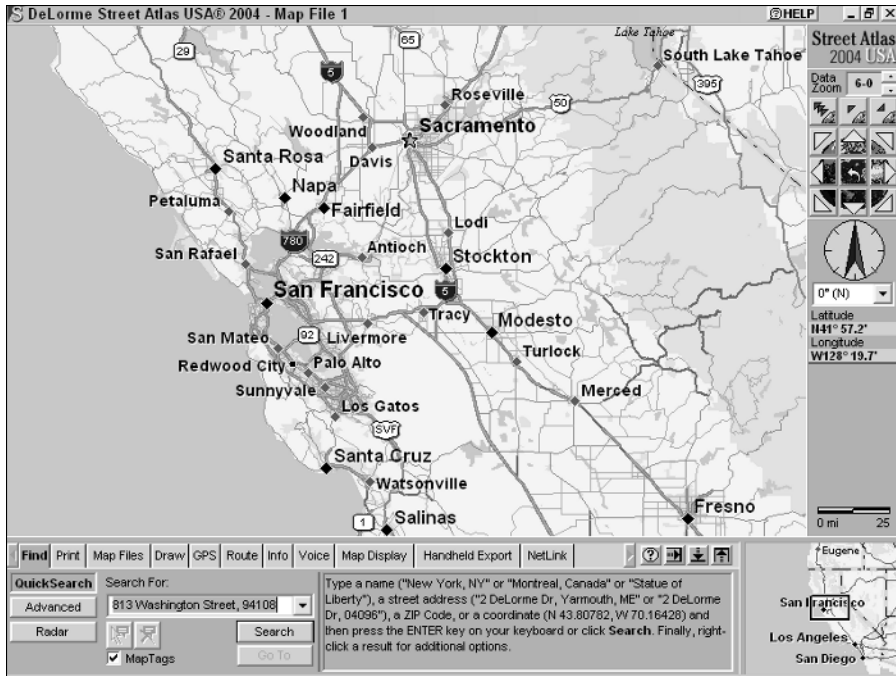 DeLorme Street Atlas USA® 2004 - Map File 1
HELP
Lake Tahoe
65
29
South Lake Tahoe
Street Atlas
2004 USA
5
395
Data
Zoom
6-0
Roseville
50
Woodland
Sacramento
Santa Rosa
Davis
Napa
Petaluma
Fairfield
Lodi
780
San Rafael
242
Antioch
Stockton
San Francisco
5
0° (N)
Tracy
Latitude
N41° 57.2'
Longitude
W128° 19.7'
Modesto
92
San Mateo
Livermore
Turlock
Redwood City
Palo Alto
Sunnyvale
Merced
Los Gatos
SVF
Santa Cruz
Watsonville
Fresno
1
Salinas
0 mi
25
Find
Print
Map Files
Draw
GPS
Route
Info
Voice
Map Display
Handheld Export
NetLink
?
QuickSearch
Advanced
Radar
Search For:
813 Washington Street, 94108
Search
MapTags
Go To
Type a name ("New York, NY" or "Montreal, Canada" or "Statue of
Liberty"), a street address ("2 DeLorme Dr, Yarmouth, ME" or "2 DeLorme
Dr, 04096"), a ZIP Code, or a coordinate (N 43.80782, W 70.16428) and
then press the ENTER key on your keyboard or click Search. Finally, right-
click a result for additional options.
Eugene
San Francisco
Los Angeles
San Diego